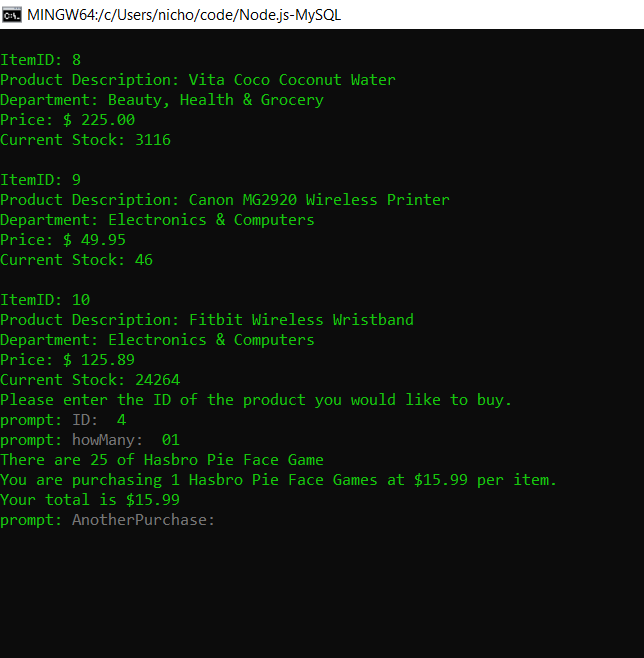 MINGW64:/c/Users/nicho/code/Node.js-MySQL
ItemID: 8
Product Description: Vita Coco Coconut Water
Department: Beauty, Health & Grocery
Price: $ 225.00
Current Stock: 3116
ItemID: 9
Product Description: Canon MG2920 Wireless Printer
Department: Electronics & Computers
Price: $ 49.95
Current Stock: 46
ItemID: 10
Product Description: Fitbit Wireless Wristband
Department: Electronics & Computers
Price: $ 125.89
Current Stock: 24264
Please enter the ID of the product you would like to buy.
prompt: ID:  4
prompt: howMany:  01
There are 25 of Hasbro Pie Face Game
You are purchasing 1 Hasbro Pie Face Games at $15.99 per item.
Your total is $15.99
prompt: AnotherPurchase: